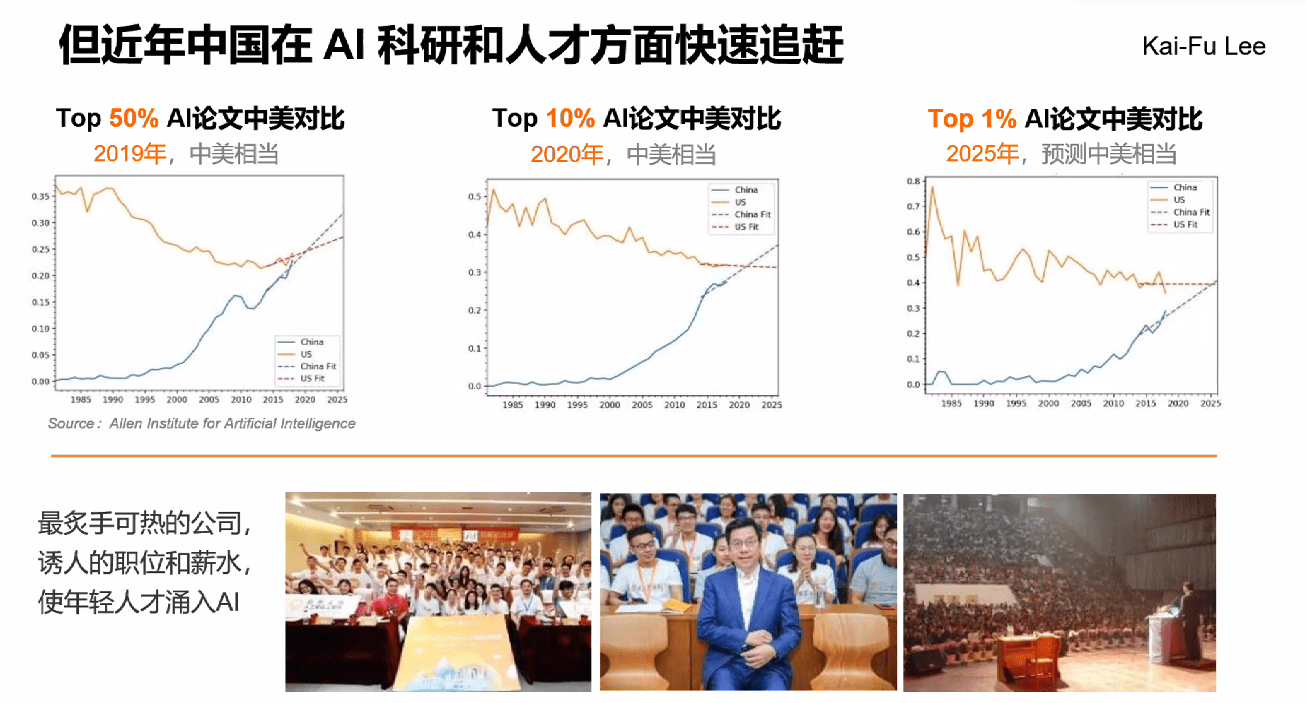 但近年中国在 AI 科研和人才方面快速追赶
Kai-Fu Lee
Top 50% AI论文中美对比
2019年，中美相当
0.35
0.30
0.25
0.20
0.15
0.10
0.05
0.00
China
US
China Fit
US Fit
1985 1990 1995 2000 2005 2010 2015 2020 2025
Source：Allen Institute for Artificial Intelligence
Top 10% AI论文中美对比
2020年，中美相当
China
US
China Fit
US Fit
0.5
0.4
0.3
0.2
0.1
0.0
1985 1990 1995 2000 2005 2010 2015 2020 2025
Top 1% AI论文中美对比
2025年，预测中美相当
China
US
China Fit
US Fit
0.8
0.7
0.6
0.5
0.4
0.3
0.2
0.1
0.0
1985 1990 1995 2000 2005 2010 2015 2020 2025
最炙手可热的公司，
诱人的职位和薪水，
使年轻人才涌入AI